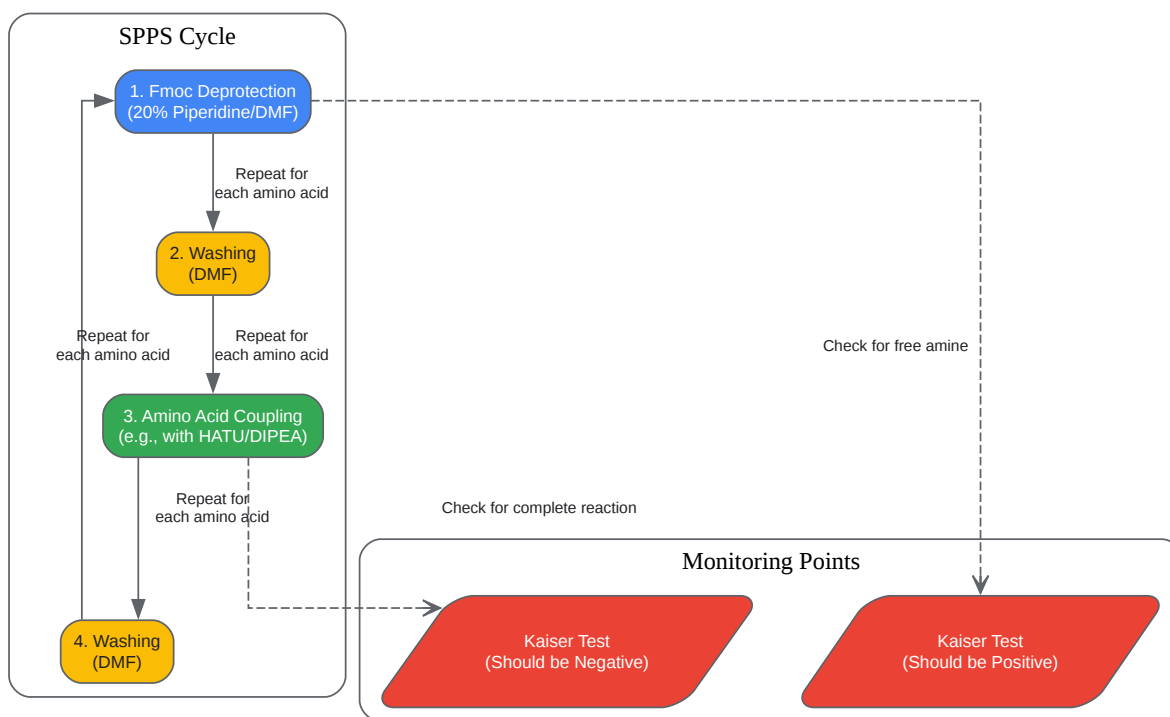 SPPS Cycle
1. Fmoc Deprotection
(20% Piperidine/DMF)
Repeat for
each amino acid
2. Washing
(DMF)
Repeat for
each amino acid
Repeat for
each amino acid
Check for free amine
3. Amino Acid Coupling
(e.g., with HATU/DIPEA)
Repeat for
each amino acid
Check for complete reaction
Monitoring Points
4. Washing
(DMF)
Kaiser Test
(Should be Negative)
Kaiser Test
(Should be Positive)